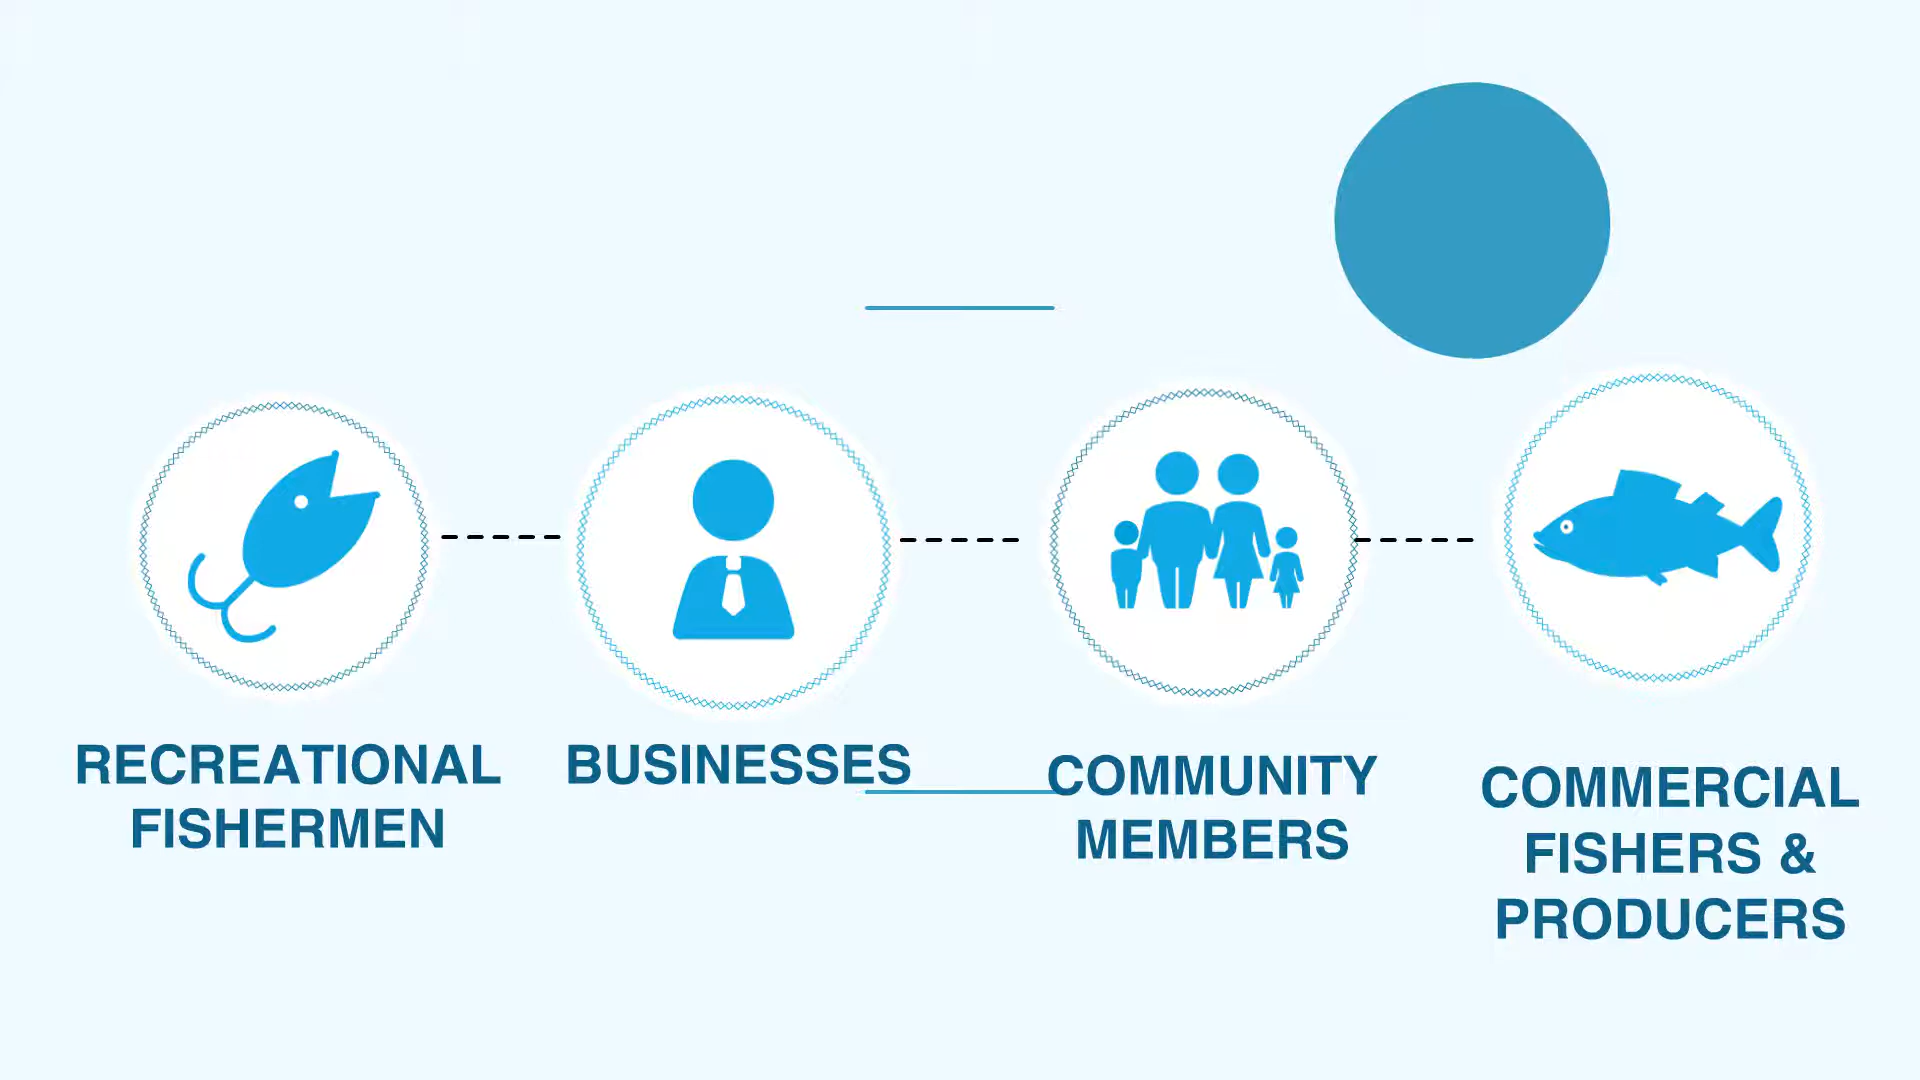 RECREATIONAL
FISHERMEN
BUSINESSES
COMMUNITY
MEMBERS
COMMERCIAL
FISHERS &
PRODUCERS